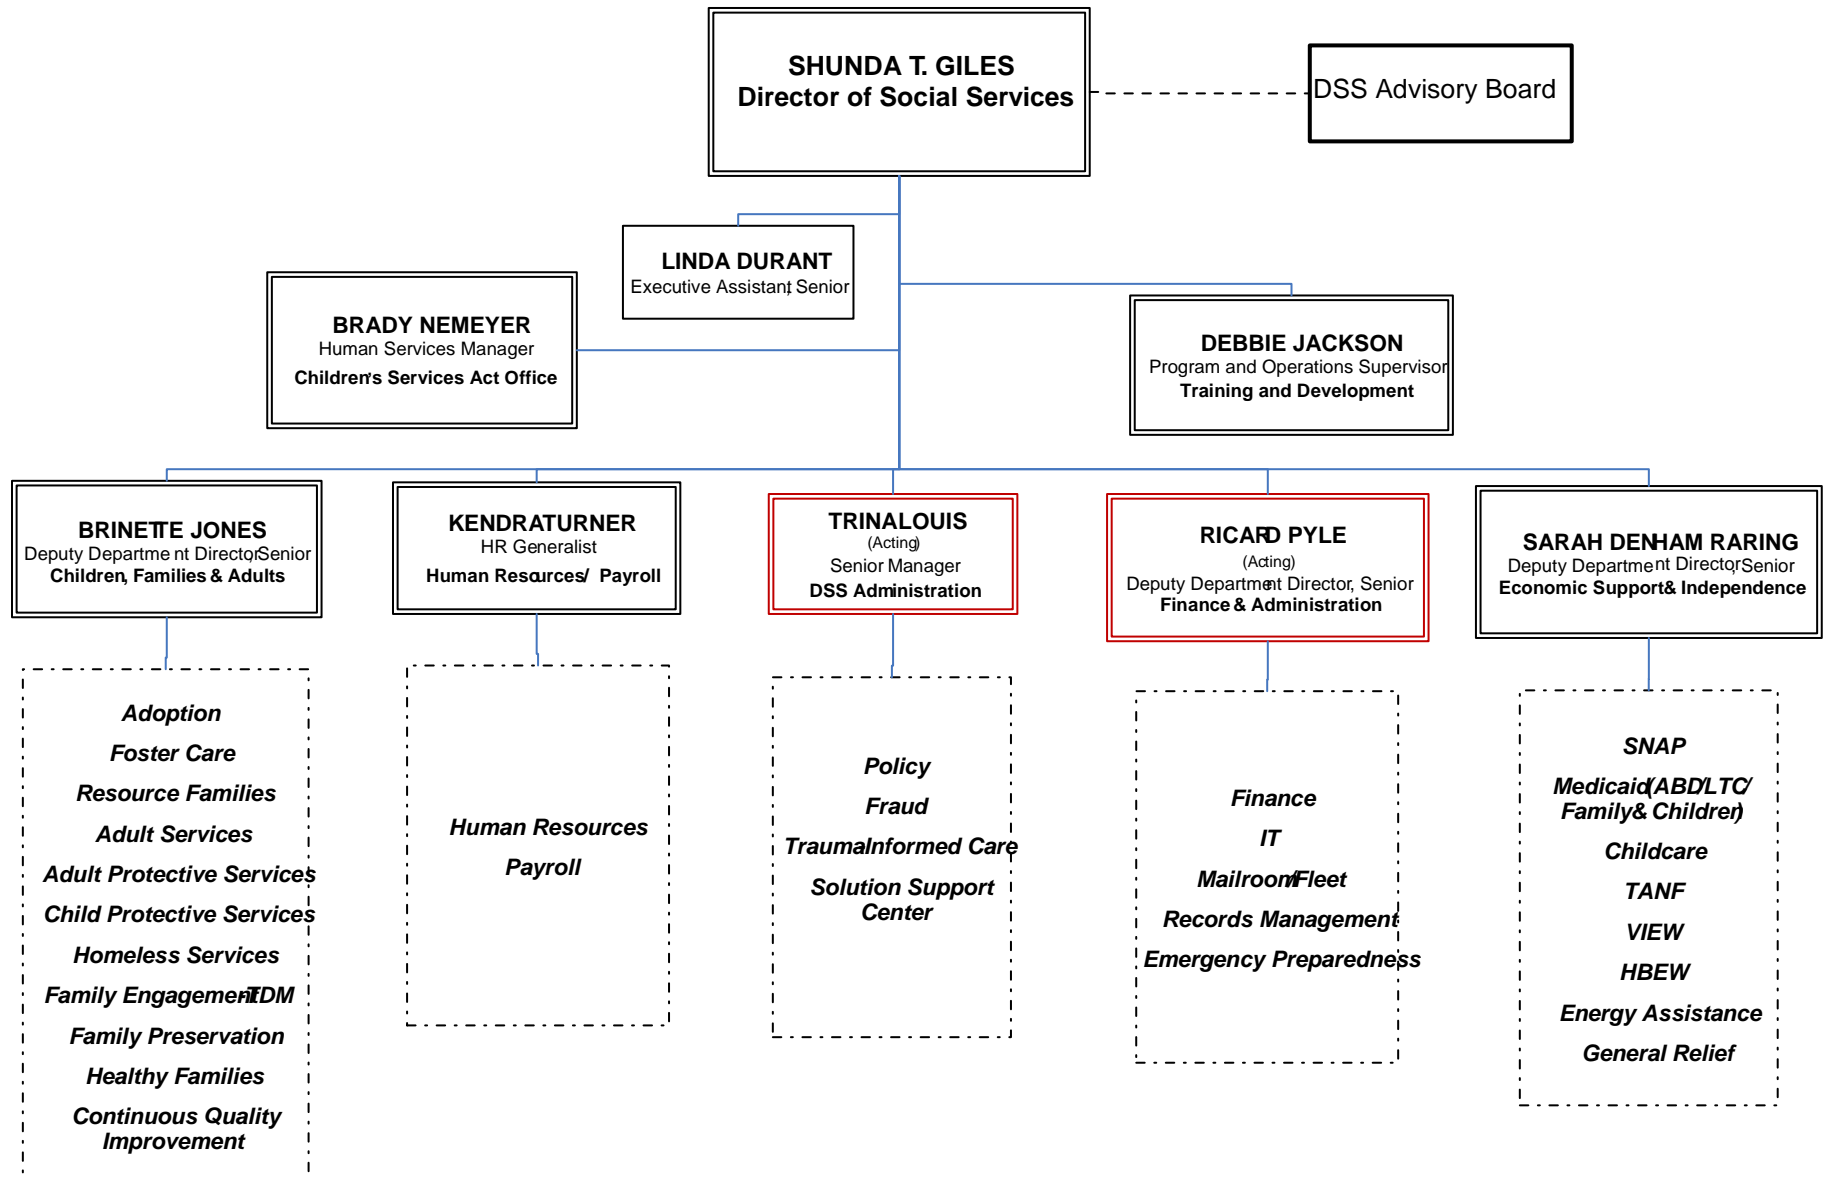 SHUNDA T. GILES
Director of Social Services
DSS Advisory Board
LINDA DURANT
Executive Assistant, Senior
BRADY NEMEYER
Human Services Manager
Children's Services Act Office
DEBBIE JACKSON
Program and Operations Supervisor
Training and Development
BRINETTE JONES
Deputy Department Director, Senior
Children, Families & Adults
KENDRA TURNER
HR Generalist
Human Resources/ Payroll
TRINA LOUIS
(Acting)
Senior Manager
DSS Administration
RICARD PYLE
(Acting)
Deputy Department Director, Senior
Finance & Administration
SARAH DENHAM RARING
Deputy Department Director, Senior
Economic Support & Independence
Adoption
Foster Care
Resource Families
Adult Services
Adult Protective Services
Child Protective Services
Homeless Services
Family Engagement-TDM
Family Preservation
Healthy Families
Continuous Quality
Improvement
Human Resources
Payroll
Policy
Fraud
Trauma-Informed Care
Solution Support
Center
Finance
IT
Mailroom/Fleet
Records Management
Emergency Preparedness
SNAP
Medicaid (ABD/LTC/
Family & Children)
Childcare
TANF
VIEW
HBEW
Energy Assistance
General Relief